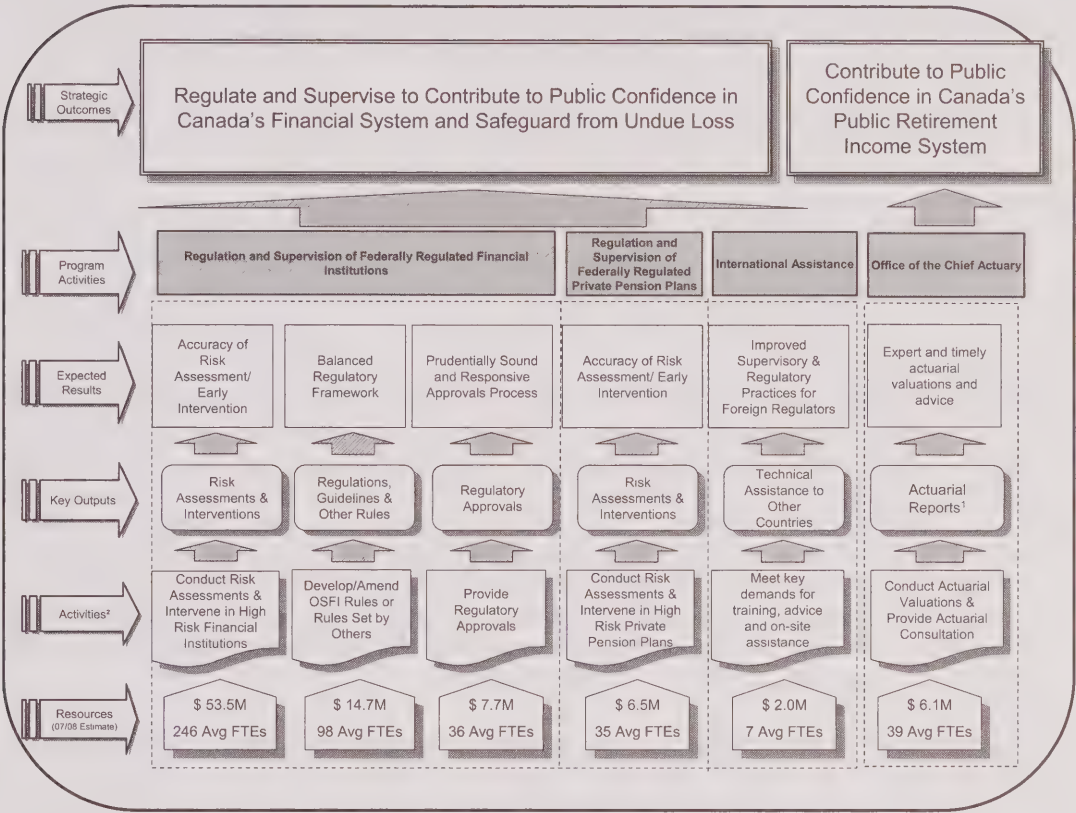 Strategic
Outcomes
Regulate and Supervise to Contribute to Public Confidence in
Canada's Financial System and Safeguard from Undue Loss
Contribute to Public
Confidence in Canada's
Public Retirement
Income System
Program
Activities
Regulation and Supervision of Federally Regulated Financial
Institutions
Regulation and
Supervision of
Federally Regulated
Private Pension Plans
International Assistance
Office of the Chief Actuary
Expected
Results
Accuracy of
Risk
Assessment/
Early
Intervention
Balanced
Regulatory
Framework
Prudentially Sound
and Responsive
Approvals Process
Accuracy of Risk
Assessment/ Early
Intervention
Improved
Supervisory &
Regulatory
Practices for
Foreign Regulators
Expert and timely
actuarial
valuations and
advice
Key Outputs
Risk
Assessments &
Interventions
Regulations,
Guidelines &
Other Rules
Regulatory
Approvals
Risk
Assessments &
Interventions
Technical
Assistance to
Other
Countries
Actuarial
Reports¹
Activities²
Conduct Risk
Assessments &
Intervene in High
Risk Financial
Institutions
Develop/Amend
OSFI Rules or
Rules Set by
Others
Provide
Regulatory
Approvals
Conduct Risk
Assessments &
Intervene in High
Risk Private
Pension Plans
Meet key
demands for
training, advice
and on-site
assistance
Conduct Actuarial
Valuations &
Provide Actuarial
Consultation
Resources
(07/08 Estimate)
$ 53.5M
246 Avg FTEs
$ 14.7M
98 Avg FTEs
$ 7.7M
36 Avg FTEs
$ 6.5M
35 Avg FTEs
$ 2.0M
7 Avg FTEs
$ 6.1M
39 Avg FTEs